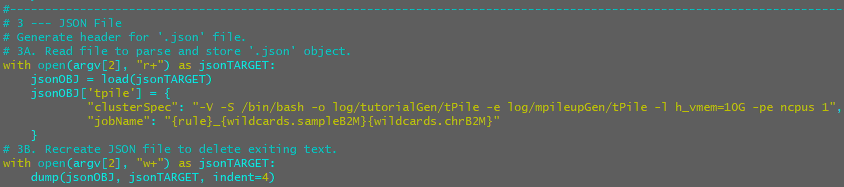 #---------------------------------------------------------------------------------------------------------------------
# 3 --- JSON File
# Generate header for '.json' file.
# 3A. Read file to parse and store '.json' object.
with open(argv[2], "r+") as jsonTARGET:
    jsonOBJ = load(jsonTARGET)
    jsonOBJ['tpile'] = {
            "clusterSpec": "-V -S /bin/bash -o log/tutorialGen/tPile -e log/mpileupGen/tPile -l h_vmem=10G -pe ncpus 1",
            "jobName": "{rule}_{wildcards.sampleB2M}{wildcards.chrB2M}"
    }
# 3B. Recreate JSON file to delete exiting text.
with open(argv[2], "w+") as jsonTARGET:
    dump(jsonOBJ, jsonTARGET, indent=4)